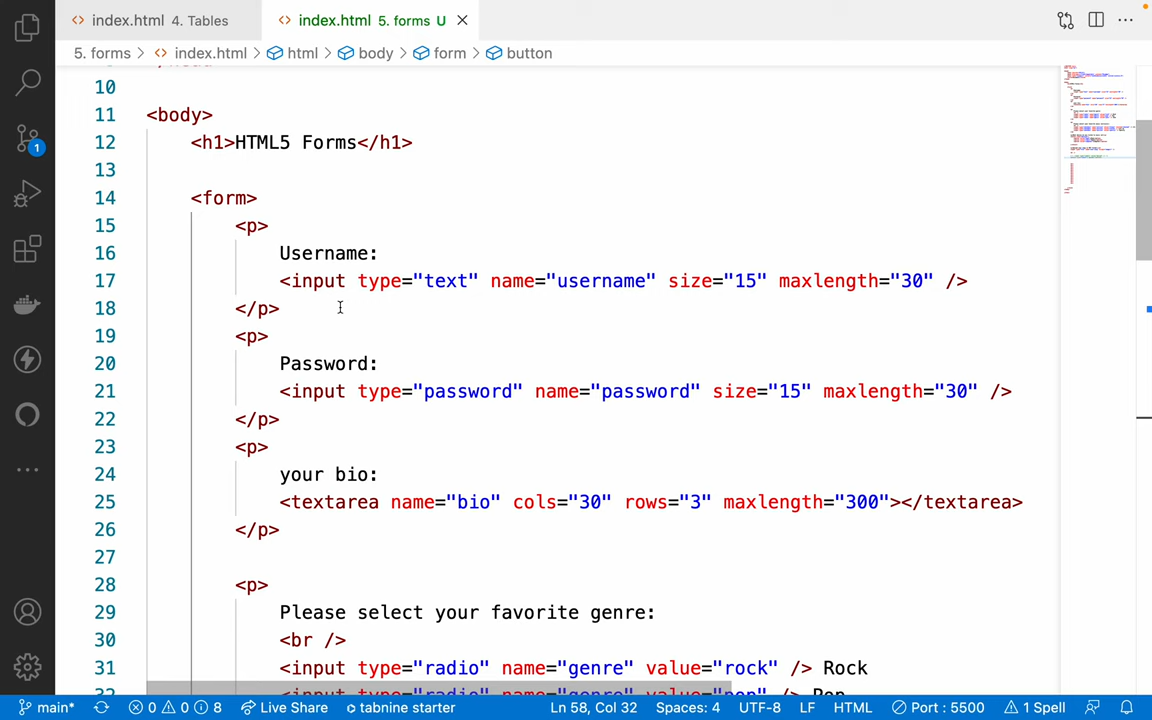 index.html 4. Tables
index.html 5. forms U
5. forms > index.html > html > body > form > button
10
11 <body>
12 <h1>HTML5 Forms</h1>
13
14 <form>
15 <p>
16 Username:
17 <input type="text" name="username" size="15" maxlength="30" />
18 </p>
19 <p>
20 Password:
21 <input type="password" name="password" size="15" maxlength="30" />
22 </p>
23 <p>
24 your bio:
25 <textarea name="bio" cols="30" rows="3" maxlength="300"></textarea>
26 </p>
27
28 <p>
29 Please select your favorite genre:
30 <br />
31 <input type="radio" name="genre" value="rock" /> Rock
1
main* 0 0 8 Live Share tabnine starter Ln 58, Col 32 Spaces: 4 UTF-8 LF HTML Port : 5500 1 Spell